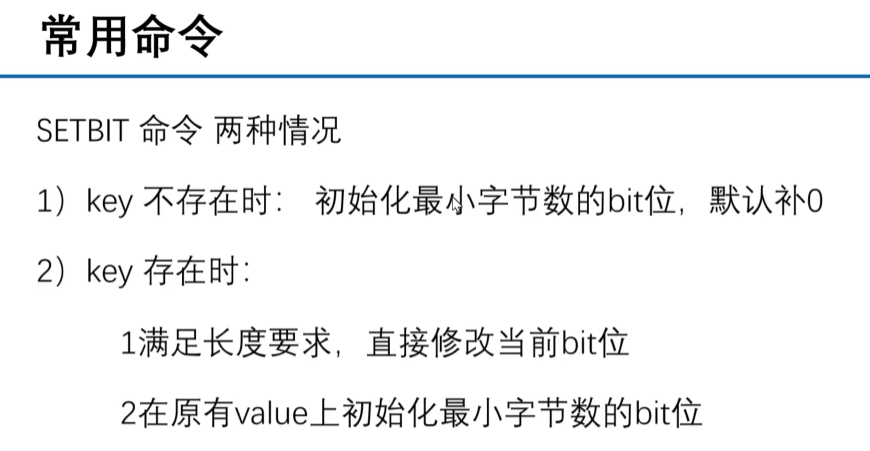 常用命令
SETBIT 命令 两种情况
1）key 不存在时： 初始化最小字节数的bit位，默认补0
2）key 存在时：
1满足长度要求，直接修改当前bit位
2在原有value上初始化最小字节数的bit位